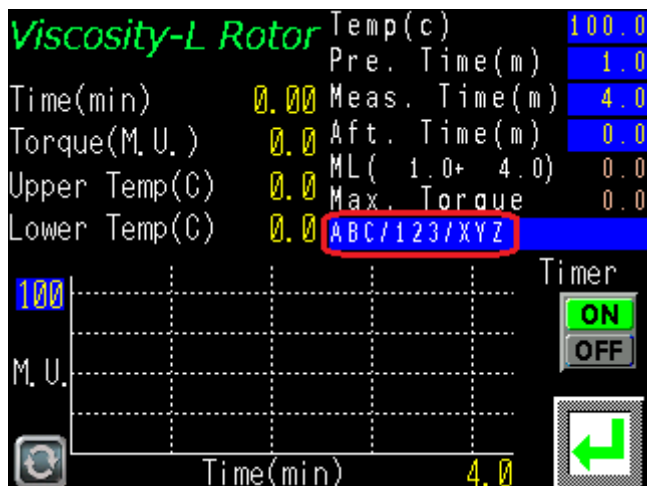 Viscosity-L Rotor
Time(min) 0.00
Torque(M.U.) 0.0
Upper Temp(C) 0.0
Lower Temp(C) 0.0
Temp(c) 100.0
Pre. Time(m) 1.0
Meas. Time(m) 4.0
Aft. Time(m) 0.0
ML( 1.0+ 4.0) 0.0
Max. Torque 0.0
ABC/123/XYZ
100
M.U.
Time(min) 4.0
Timer
ON
OFF